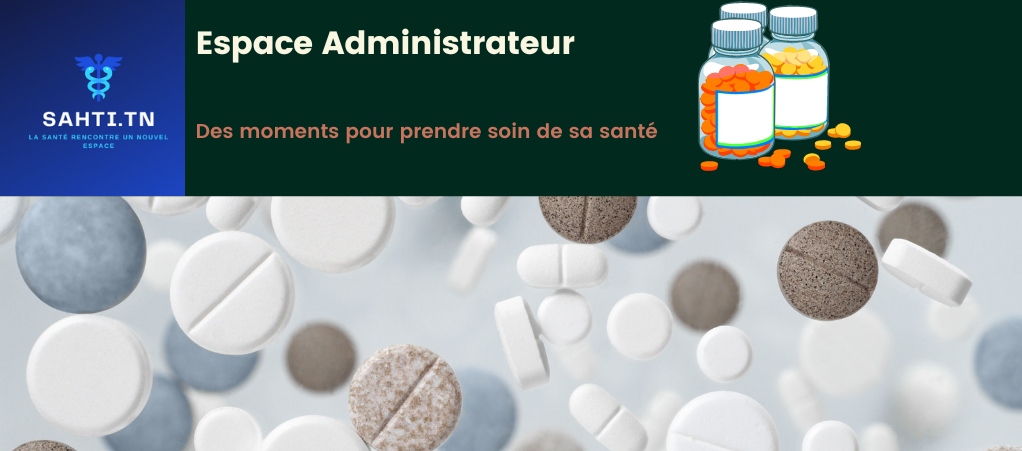 Espace Administrateur
Des moments pour prendre soin de sa santé
SAHTI.TN
LA SANTÉ RENCONTRE UN NOUVEL
ESPACE